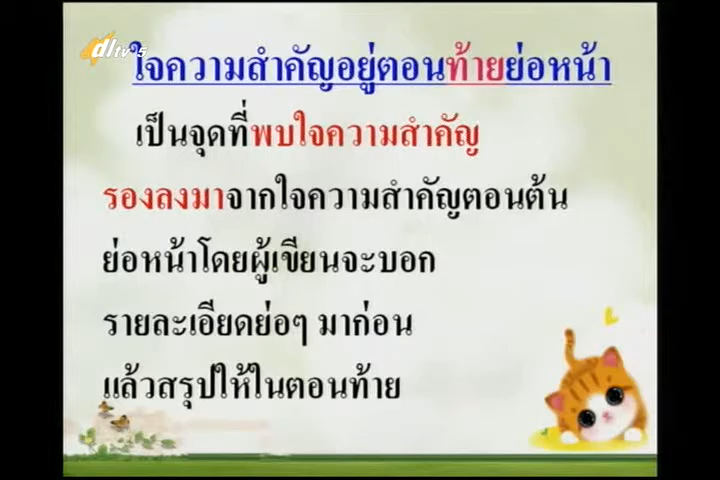 dltv 5
ใจความสำคัญอยู่ตอนท้ายย่อหน้า
เป็นจุดที่พบใจความสำคัญ
รองลงมาจากใจความสำคัญตอนต้น
ย่อหน้าโดยผู้เขียนจะบอก
รายละเอียดย่อๆ มาก่อน
แล้วสรุปให้ในตอนท้าย